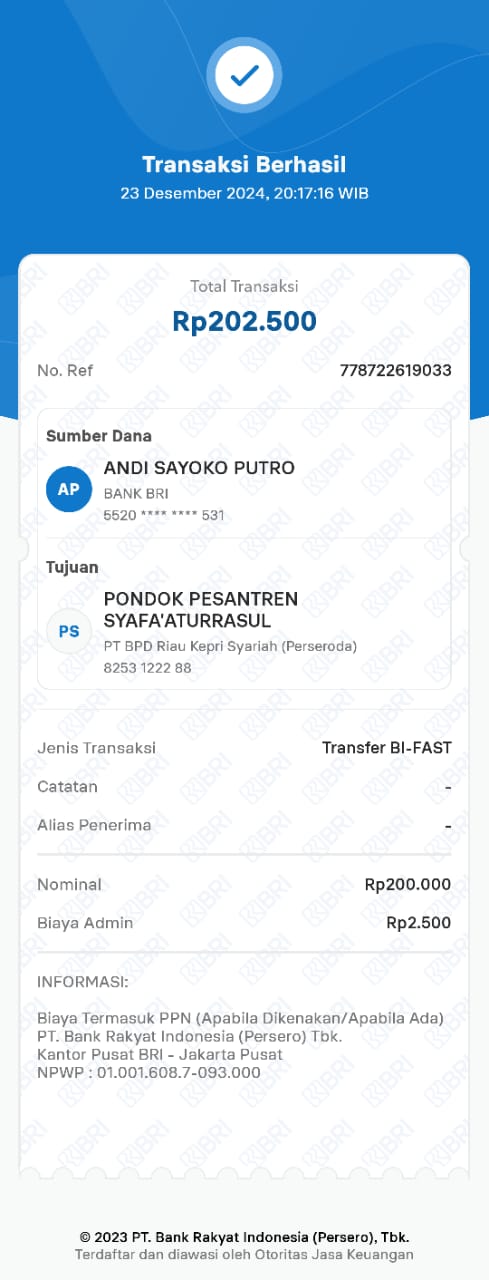 Transaksi Berhasil
23 Desember 2024, 20:17:16 WIB
Total Transaksi
Rp202.500
No. Ref 778722619033
Sumber Dana
AP ANDI SAYOKO PUTRO
BANK BRI
5520 **** **** 531
Tujuan
PS PONDOK PESANTREN
SYAFA'ATURRASUL
PT BPD Riau Kepri Syariah (Perseroda)
8253 1222 88
Jenis Transaksi Transfer BI-FAST
Catatan -
Alias Penerima -
Nominal Rp200.000
Biaya Admin Rp2.500
INFORMASI:
Biaya Termasuk PPN (Apabila Dikenakan/Apabila Ada)
PT. Bank Rakyat Indonesia (Persero) Tbk.
Kantor Pusat BRI - Jakarta Pusat
NPWP : 01.001.608.7-093.000
© 2023 PT. Bank Rakyat Indonesia (Persero), Tbk.
Terdaftar dan diawasi oleh Otoritas Jasa Keuangan